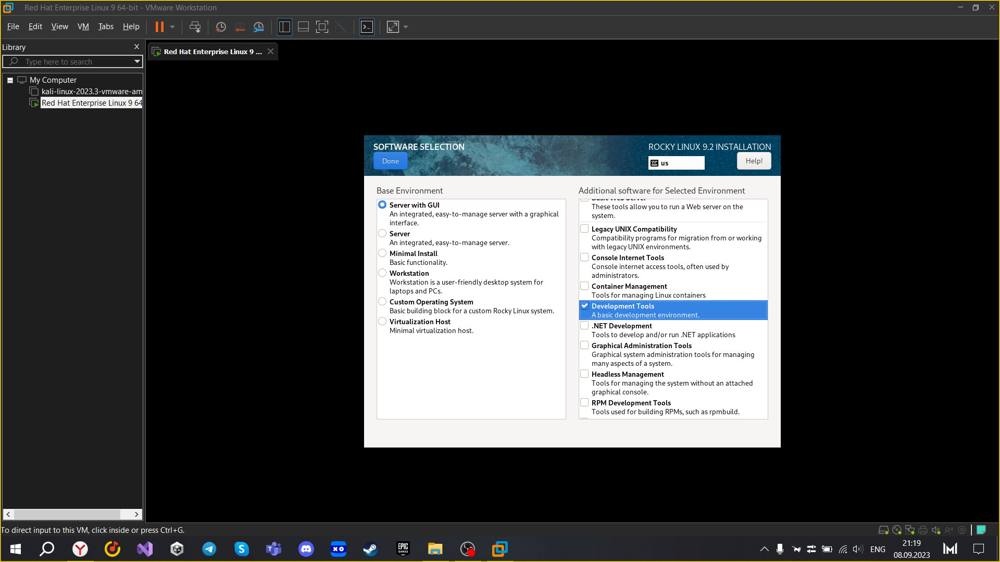 Red Hat Enterprise Linux 9 64-bit - VMware Workstation
File Edit View VM Tabs Help
Library
Type here to search
My Computer
kali-linux-2023.3-vmware-am
Red Hat Enterprise Linux 9 64
Red Hat Enterprise Linux 9 ...
SOFTWARE SELECTION
Done
ROCKY LINUX 9.2 INSTALLATION
us
Help!
Base Environment
Server with GUI
An integrated, easy-to-manage server with a graphical
interface.
Server
An integrated, easy-to-manage server.
Minimal Install
Basic functionality.
Workstation
Workstation is a user-friendly desktop system for
laptops and PCs.
Custom Operating System
Basic building block for a custom Rocky Linux system.
Virtualization Host
Minimal virtualization host.
Additional software for Selected Environment
Basic Web Server
These tools allow you to run a Web server on the
system.
Legacy UNIX Compatibility
Compatibility programs for migration from or working
with legacy UNIX environments.
Console Internet Tools
Console internet access tools, often used by
administrators.
Container Management
Tools for managing Linux containers
Development Tools
A basic development environment.
.NET Development
Tools to develop and/or run .NET applications
Graphical Administration Tools
Graphical system administration tools for managing
many aspects of a system.
Headless Management
Tools for managing the system without an attached
graphical console.
RPM Development Tools
Tools used for building RPMs, such as rpmbuild.
To direct input to this VM, click inside or press Ctrl+G.
EPIC
GAMES
ENG
21:19
08.09.2023